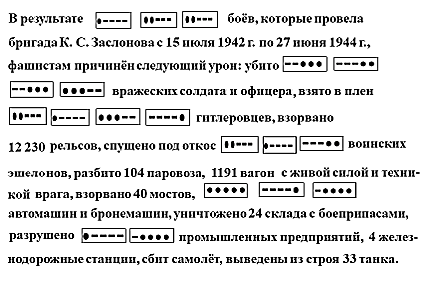 В результате •---- ••--- ••--- боёв, которые провела
бригада К. С. Заслонова с 15 июля 1942 г. по 27 июня 1944 г.,
фашистам причинён следующий урон: убито --••• ---••
--••• •••-- вражеских солдата и офицера, взято в плен
••--- •---- •••-- ----• гитлеровцев, взорвано
12 230 рельсов, спущено под откос ••--- •---- ---•• воинских
эшелонов, разбито 104 паровоза, 1191 вагон с живой силой и техни-
кой врага, взорвано 40 мостов, ••••• ----• •••••
автомашин и бронемашин, уничтожено 24 склада с боеприпасами,
разрушено •---- -•••• промышленных предприятий, 4 желез-
нодорожные станции, сбит самолёт, выведены из строя 33 танка.